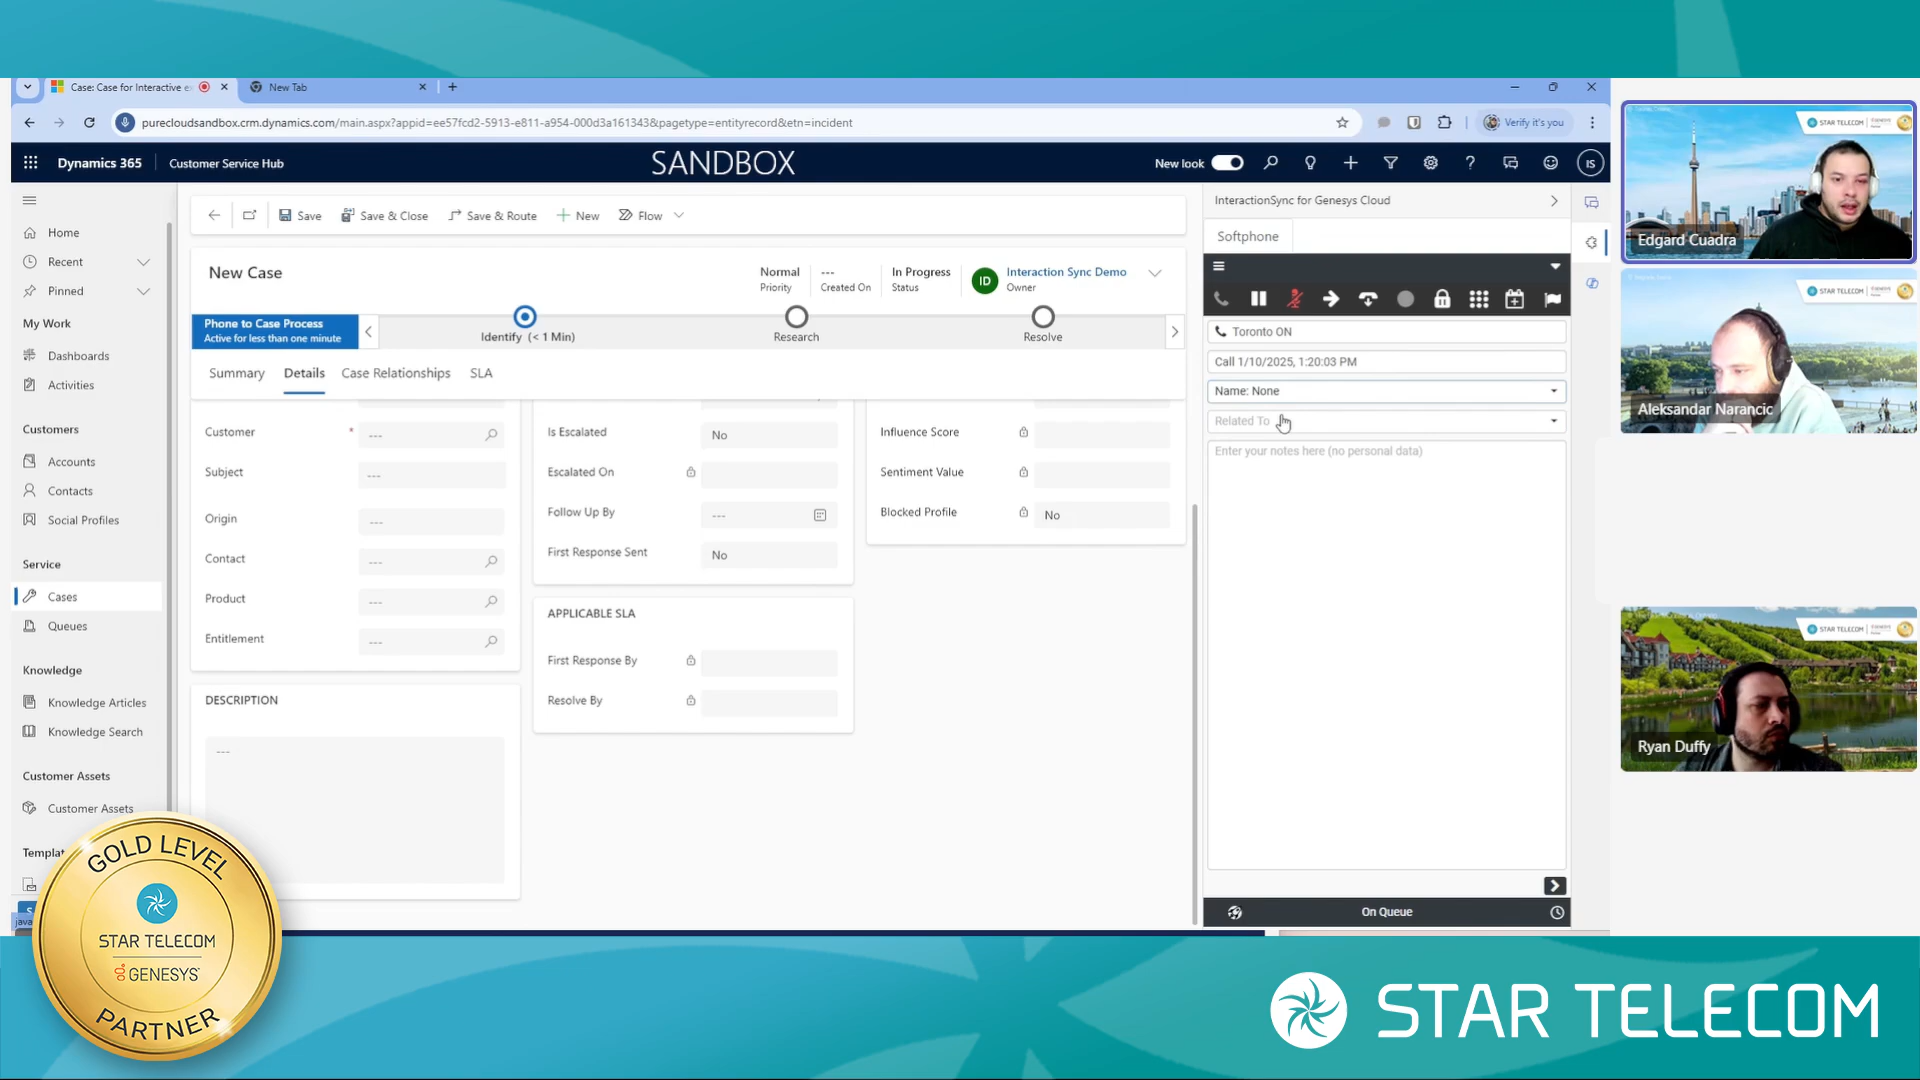 Case: Case for Interactive e
New Tab
purecloudsandbox.crm.dynamics.com/main.aspx?appid=ee57fcd2-5913-e811-a954-000d3a161343&pagetype=entityrecord&etn=incident
Verify it's you
Dynamics 365
Customer Service Hub
SANDBOX
New look
IS
Home
Recent
Pinned
My Work
Dashboards
Activities
Customers
Accounts
Contacts
Social Profiles
Service
Cases
Queues
Knowledge
Knowledge Articles
Knowledge Search
Customer Assets
Customer Assets
Templat
S
java
Save
Save & Close
Save & Route
New
Flow
New Case
Normal
Priority
---
Created On
In Progress
Status
ID
Interaction Sync Demo
Owner
Phone to Case Process
Active for less than one minute
Identify (< 1 Min)
Research
Resolve
Summary
Details
Case Relationships
SLA
Customer
*
---
Subject
---
Origin
---
Contact
---
Product
---
Entitlement
---
DESCRIPTION
---
Is Escalated
No
Escalated On
Follow Up By
---
First Response Sent
No
APPLICABLE SLA
First Response By
Resolve By
Influence Score
Sentiment Value
Blocked Profile
No
InteractionSync for Genesys Cloud
Softphone
Toronto ON
Call 1/10/2025, 1:20:03 PM
Name: None
Related To
Enter your notes here (no personal data)
On Queue
STAR TELECOM
Edgard Cuadra
STAR TELECOM
Aleksandar Narancic
STAR TELECOM
Ryan Duffy
GOLD LEVEL
STAR TELECOM
GENESYS
PARTNER
STAR TELECOM